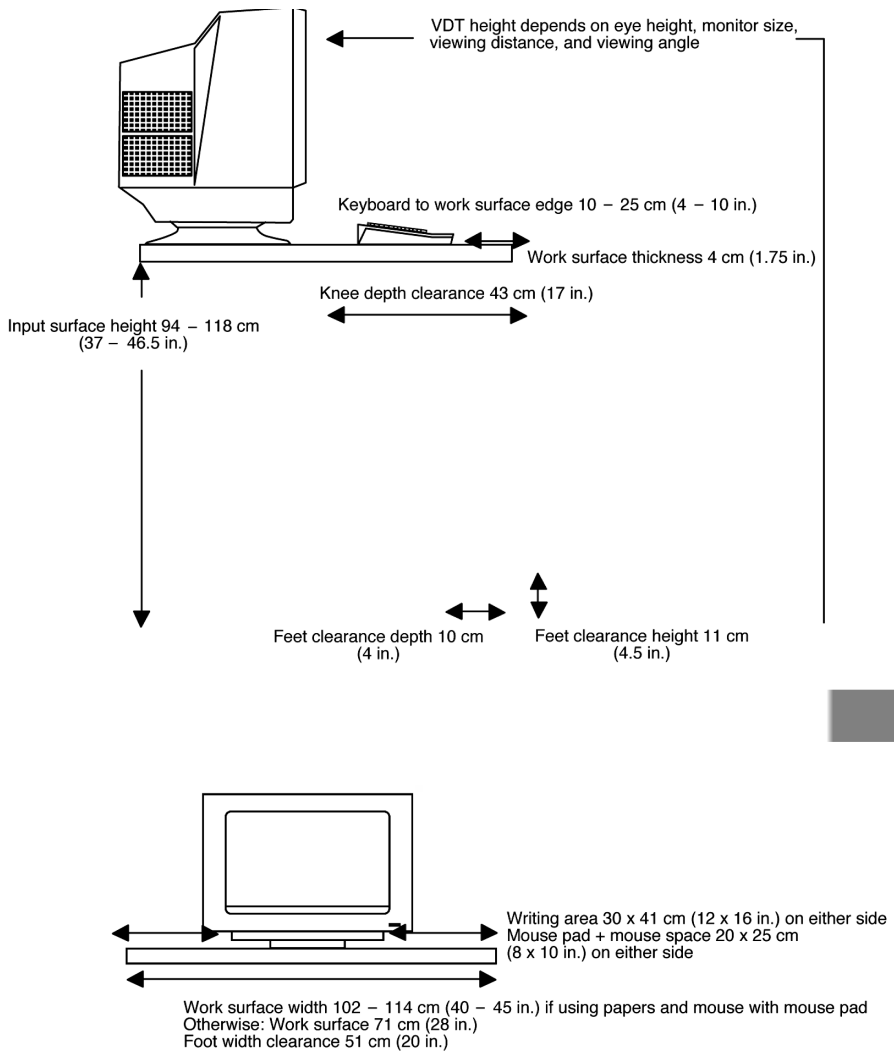 VDT height depends on eye height, monitor size,
viewing distance, and viewing angle
Keyboard to work surface edge 10 – 25 cm (4 – 10 in.)
Work surface thickness 4 cm (1.75 in.)
Knee depth clearance 43 cm (17 in.)
Input surface height 94 – 118 cm
(37 – 46.5 in.)
Feet clearance depth 10 cm
(4 in.)
Feet clearance height 11 cm
(4.5 in.)
Writing area 30 x 41 cm (12 x 16 in.) on either side
Mouse pad + mouse space 20 x 25 cm
(8 x 10 in.) on either side
Work surface width 102 – 114 cm (40 – 45 in.) if using papers and mouse with mouse pad
Otherwise: Work surface 71 cm (28 in.)
Foot width clearance 51 cm (20 in.)